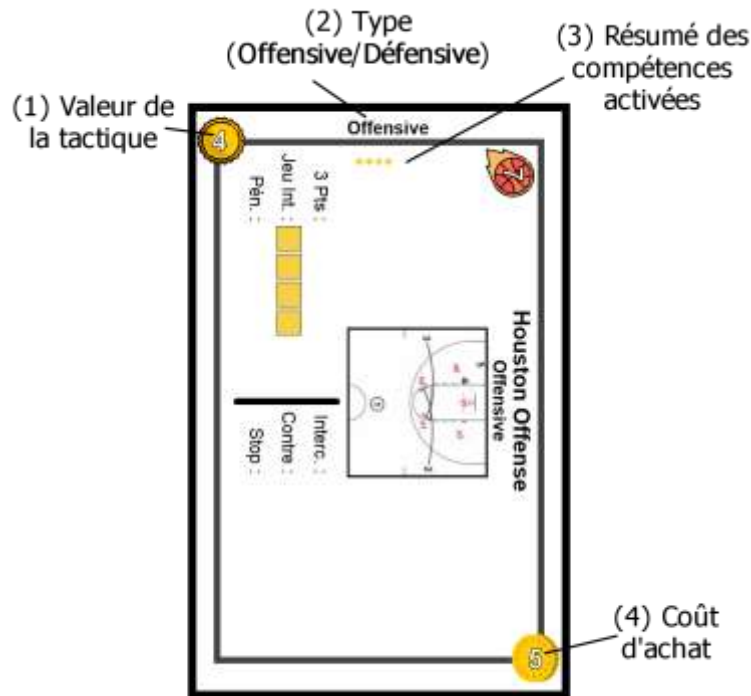 (2) Type
(Offensive/Défensive)
(3) Résumé des
compétences
activées
(1) Valeur de
la tactique
Offensive
4
7
3 Pts :
Jeu Int. :
Pén. :
Houston Offense
Offensive
Interc. :
Contre :
Stop :
(4) Coût
d'achat
5